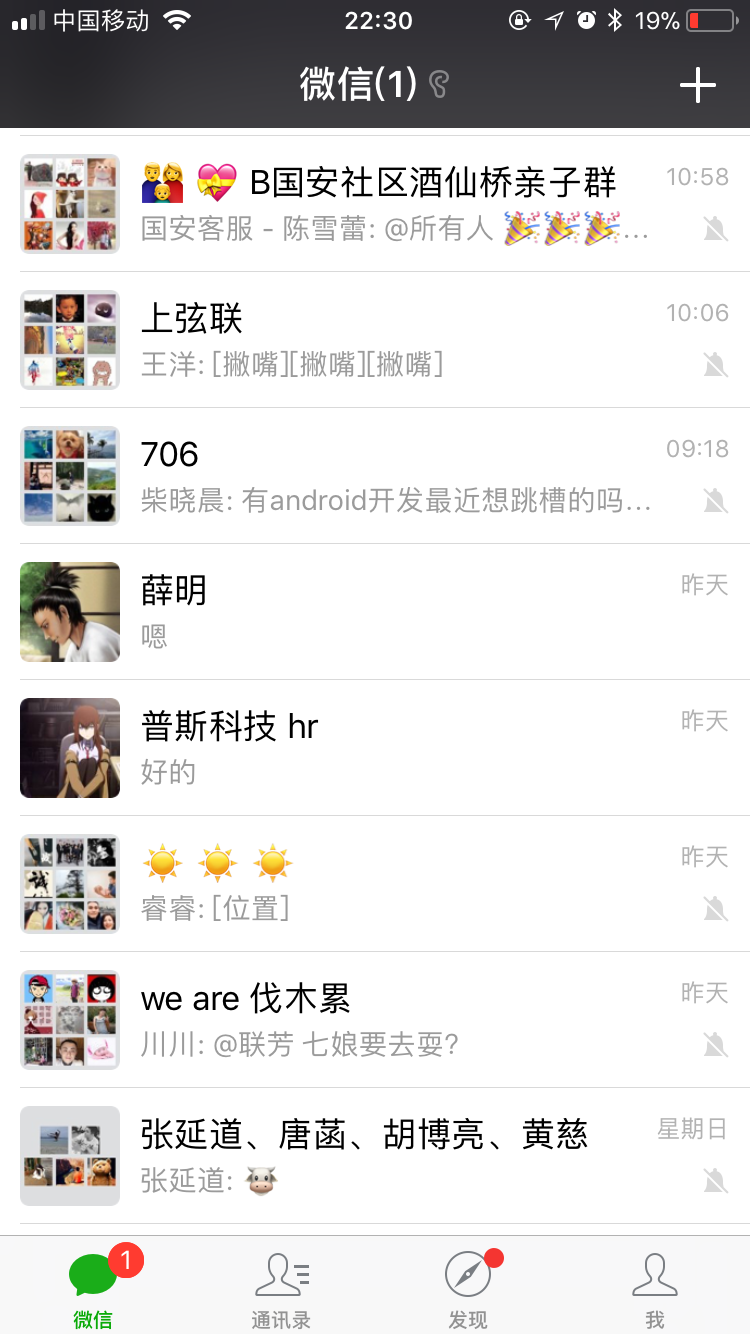 中国移动 22:30 19%
微信(1)
👨‍👩‍👦 💝 B国安社区酒仙桥亲子群 10:58
国安客服 - 陈雪蕾: @所有人 🎉🎉🎉...
上弦联 10:06
王洋: [撇嘴][撇嘴][撇嘴]
706 09:18
柴晓晨: 有android开发最近想跳槽的吗...
薛明 昨天
嗯
普斯科技 hr 昨天
好的
☀️ ☀️ ☀️ 昨天
睿睿: [位置]
we are 伐木累 昨天
川川: @联芳 七娘要去耍?
张延道、唐菡、胡博亮、黄慈 星期日
张延道: 🐮
1
微信 通讯录 发现 我